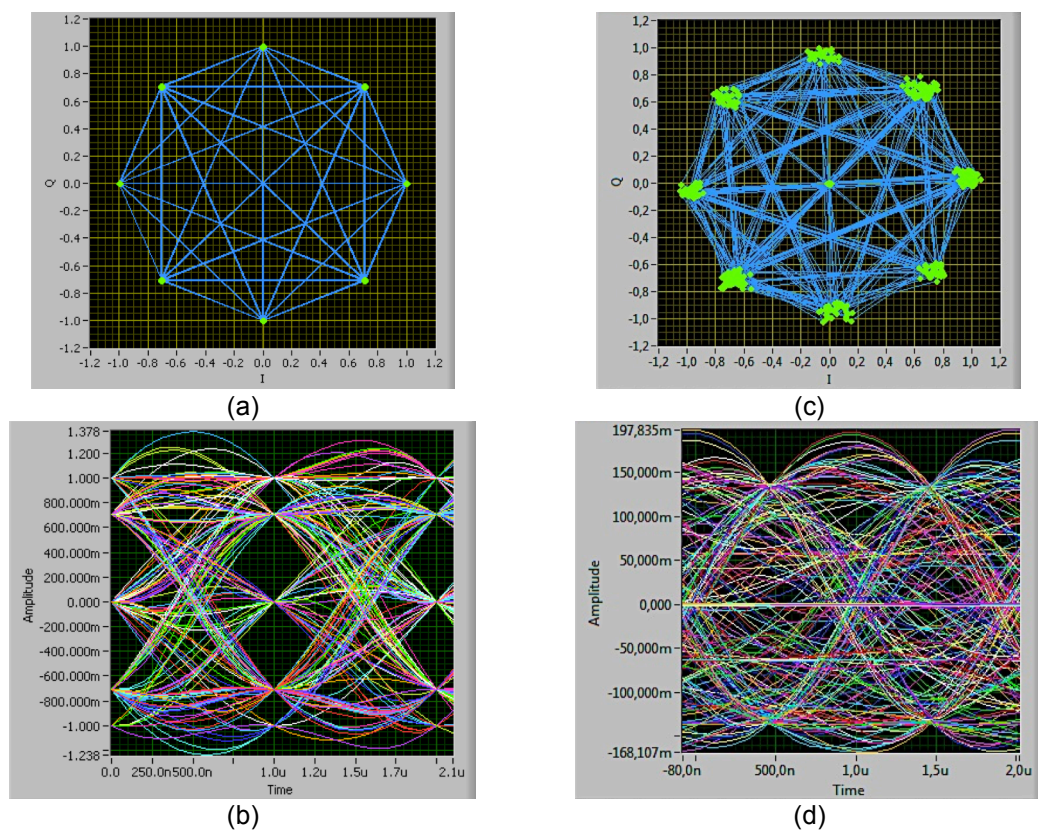 1.2
1.0
0.8
0.6
0.4
0.2
0.0
-0.2
-0.4
-0.6
-0.8
-1.0
-1.2
Q
-1.2 -1.0 -0.8 -0.6 -0.4 -0.2 0.0 0.2 0.4 0.6 0.8 1.0 1.2
I
(a)
1,2
1,0
0,8
0,6
0,4
0,2
0,0
-0,2
-0,4
-0,6
-0,8
-1,0
-1,2
Q
-1,2 -1,0 -0,8 -0,6 -0,4 -0,2 0,0 0,2 0,4 0,6 0,8 1,0 1,2
I
(c)
1.378
1.200
1.000
800.000m
600.000m
400.000m
200.000m
0.000
-200.000m
-400.000m
-600.000m
-800.000m
-1.000
-1.238
Amplitude
0.0 250.0n 500.0n 1.0u 1.2u 1.5u 1.7u 2.1u
Time
(b)
197,835m
150,000m
100,000m
50,000m
0,000
-50,000m
-100,000m
-168,107m
Amplitude
-80,0n 500,0n 1,0u 1,5u 2,0u
Time
(d)